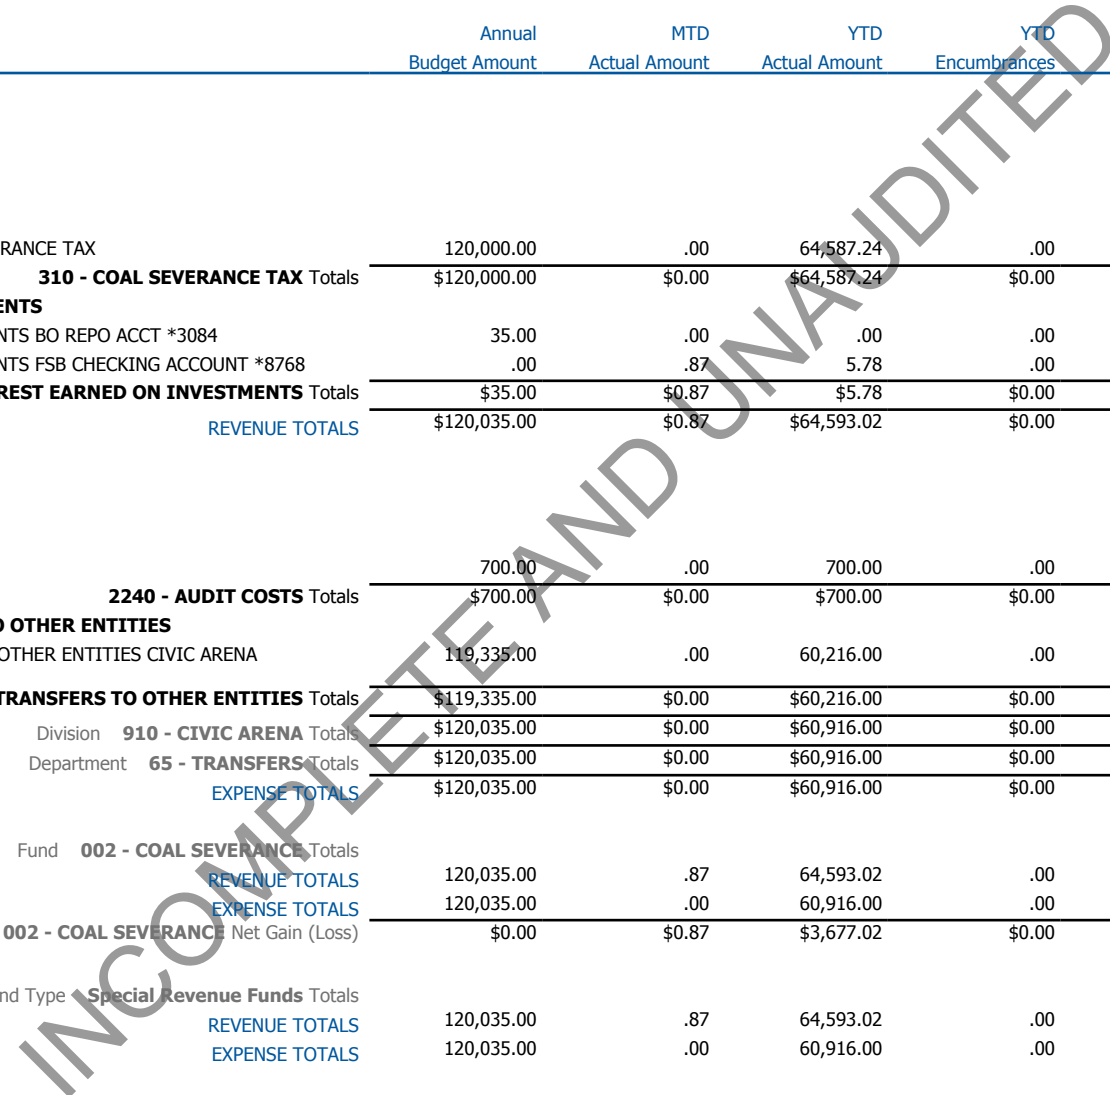 Annual MTD YTD YTD
Budget Amount Actual Amount Actual Amount Encumbrances
RANCE TAX 120,000.00 .00 64,587.24 .00
310 - COAL SEVERANCE TAX Totals $120,000.00 $0.00 $64,587.24 $0.00
ENTS
NTS BO REPO ACCT *3084 35.00 .00 .00 .00
NTS FSB CHECKING ACCOUNT *8768 .00 .87 5.78 .00
REST EARNED ON INVESTMENTS Totals $35.00 $0.87 $5.78 $0.00
REVENUE TOTALS $120,035.00 $0.87 $64,593.02 $0.00
700.00 .00 700.00 .00
2240 - AUDIT COSTS Totals $700.00 $0.00 $700.00 $0.00
O OTHER ENTITIES
OTHER ENTITIES CIVIC ARENA 119,335.00 .00 60,216.00 .00
TRANSFERS TO OTHER ENTITIES Totals $119,335.00 $0.00 $60,216.00 $0.00
Division 910 - CIVIC ARENA Totals $120,035.00 $0.00 $60,916.00 $0.00
Department 65 - TRANSFERS Totals $120,035.00 $0.00 $60,916.00 $0.00
EXPENSE TOTALS $120,035.00 $0.00 $60,916.00 $0.00
Fund 002 - COAL SEVERANCE Totals
REVENUE TOTALS 120,035.00 .87 64,593.02 .00
EXPENSE TOTALS 120,035.00 .00 60,916.00 .00
002 - COAL SEVERANCE Net Gain (Loss) $0.00 $0.87 $3,677.02 $0.00
nd Type Special Revenue Funds Totals
REVENUE TOTALS 120,035.00 .87 64,593.02 .00
EXPENSE TOTALS 120,035.00 .00 60,916.00 .00
INCOMPLETE AND UNAUDITED